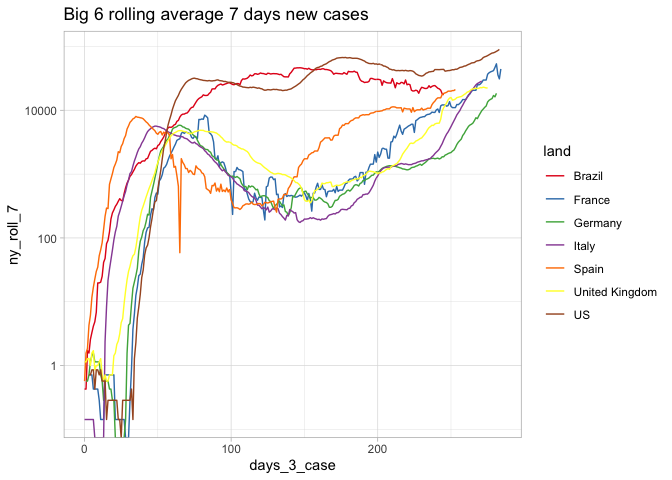 Big 6 rolling average 7 days new cases
ny_roll_7
10000
100
1
0
100
200
days_3_case
land
Brazil
France
Germany
Italy
Spain
United Kingdom
US